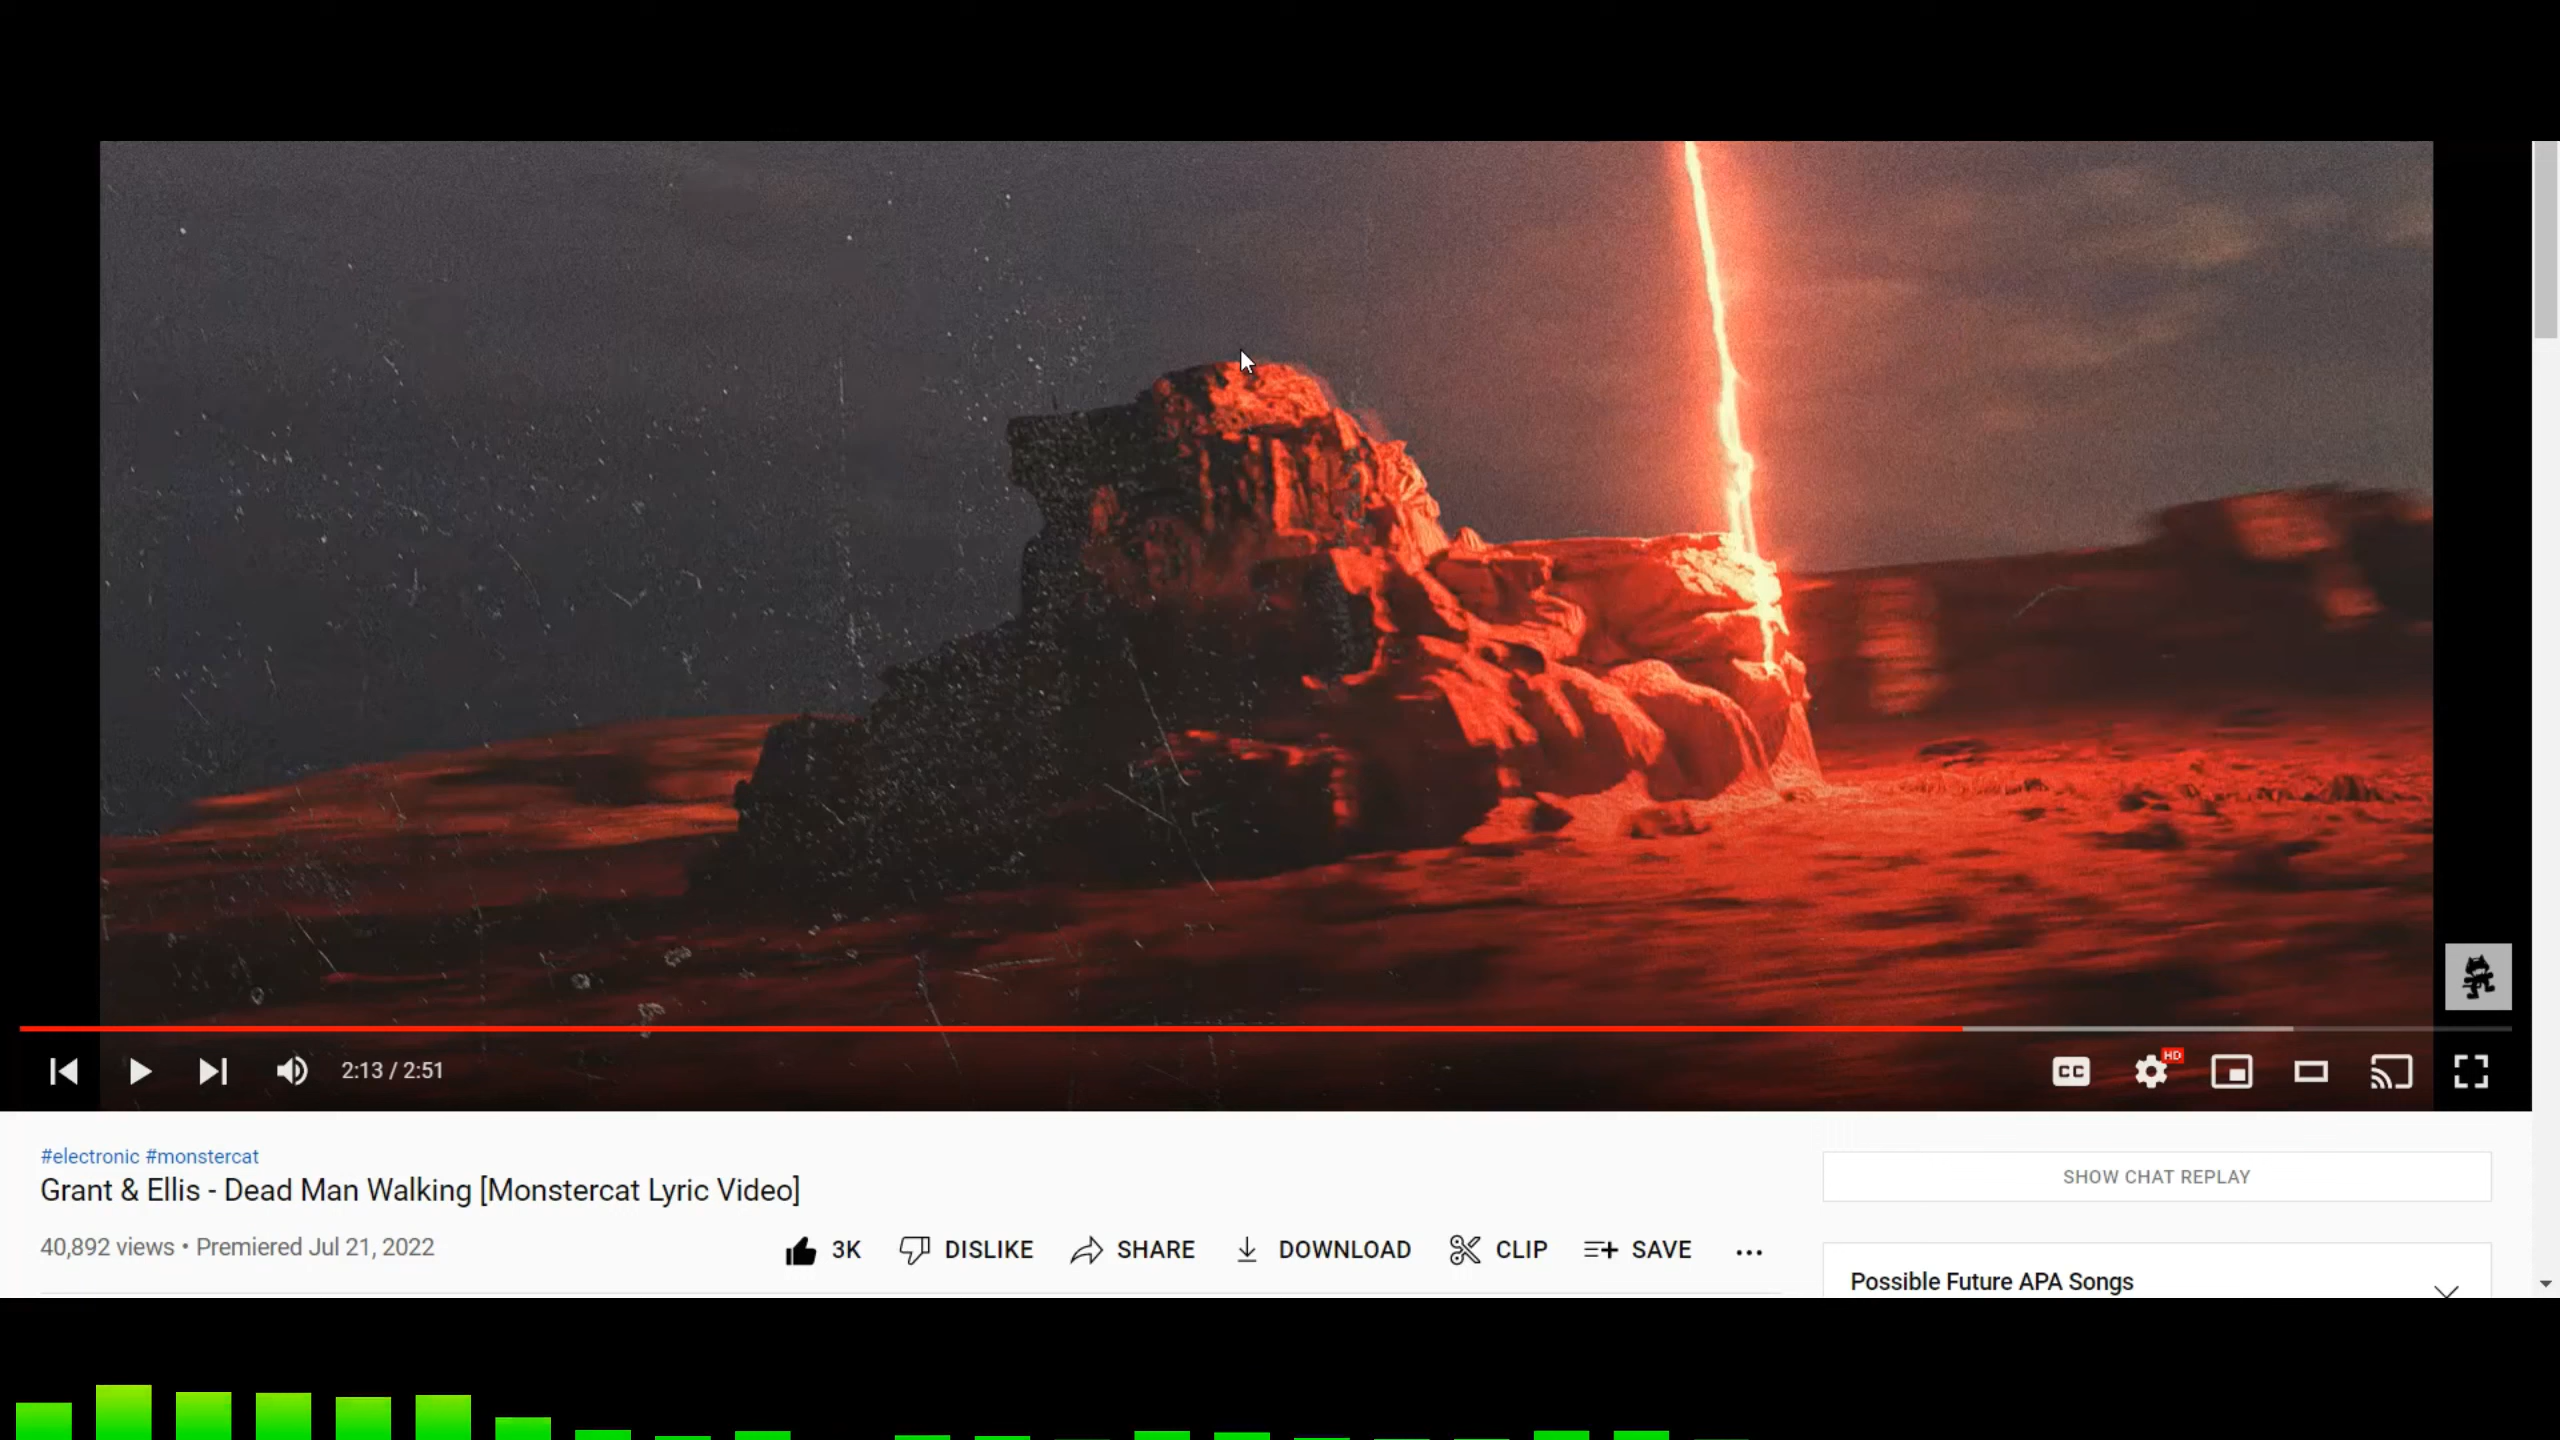 HD
CC
2:13 / 2:51
#electronic #monstercat
Grant & Ellis - Dead Man Walking [Monstercat Lyric Video]
40,892 views • Premiered Jul 21, 2022
3K DISLIKE SHARE DOWNLOAD CLIP SAVE
SHOW CHAT REPLAY
Possible Future APA Songs